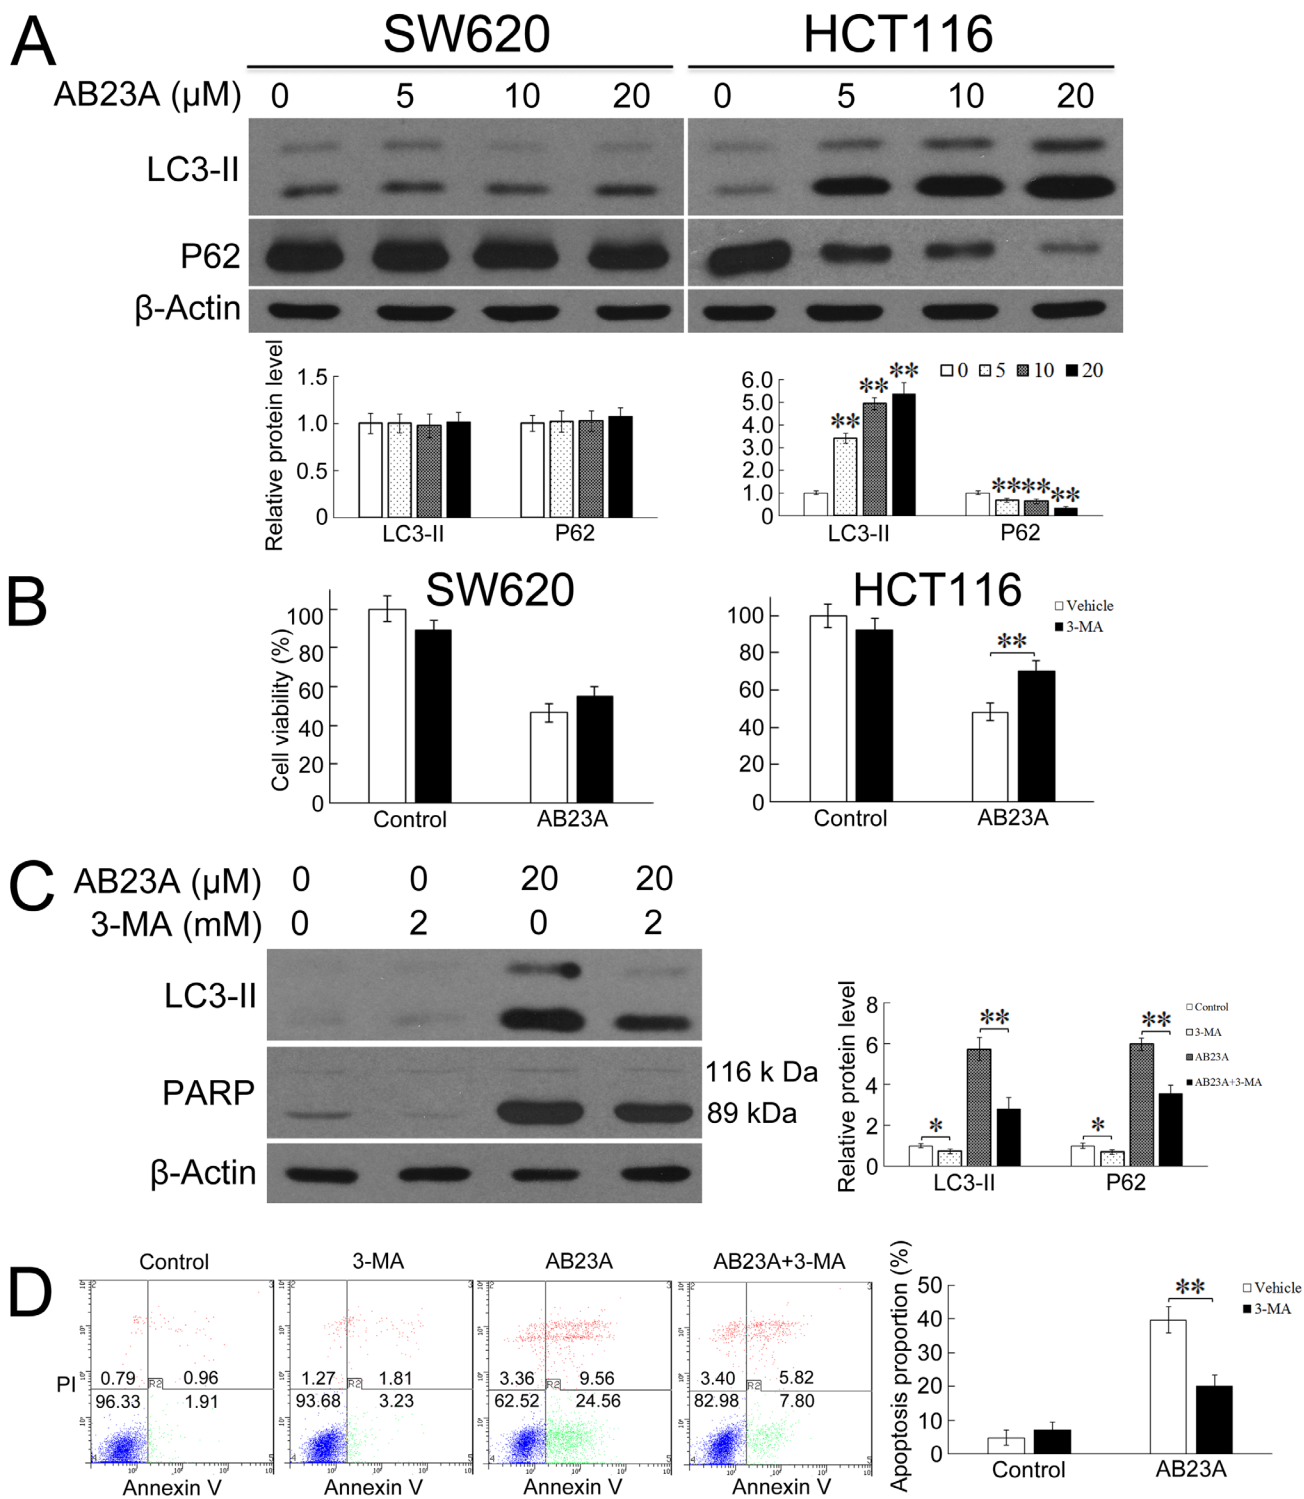 A
SW620 HCT116
AB23A (μM) 0 5 10 20 0 5 10 20
LC3-II
P62
β-Actin
Relative protein level
1.5
1.0
0.5
0
LC3-II P62
6.0
5.0
4.0
3.0
2.0
1.0
0
** ** **
** ** **
0 5 10 20
LC3-II P62
B
SW620
Cell viability (%)
100
80
60
40
20
0
Control AB23A
HCT116
100
80
60
40
20
0
**
Vehicle
3-MA
Control AB23A
C
AB23A (μM) 0 0 20 20
3-MA (mM) 0 2 0 2
LC3-II
PARP
116 k Da
89 kDa
β-Actin
Relative protein level
8
6
4
2
0
* ** * **
Control
3-MA
AB23A
AB23A+3-MA
LC3-II P62
D
Control 3-MA AB23A AB23A+3-MA
PI
0.79 0.96 1.27 1.81 3.36 9.56 3.40 5.82
R2 R2 R2 R2
96.33 1.91 93.68 3.23 62.52 24.56 82.98 7.80
Annexin V Annexin V Annexin V Annexin V
Apoptosis proportion (%)
50
40
30
20
10
0
**
Vehicle
3-MA
Control AB23A